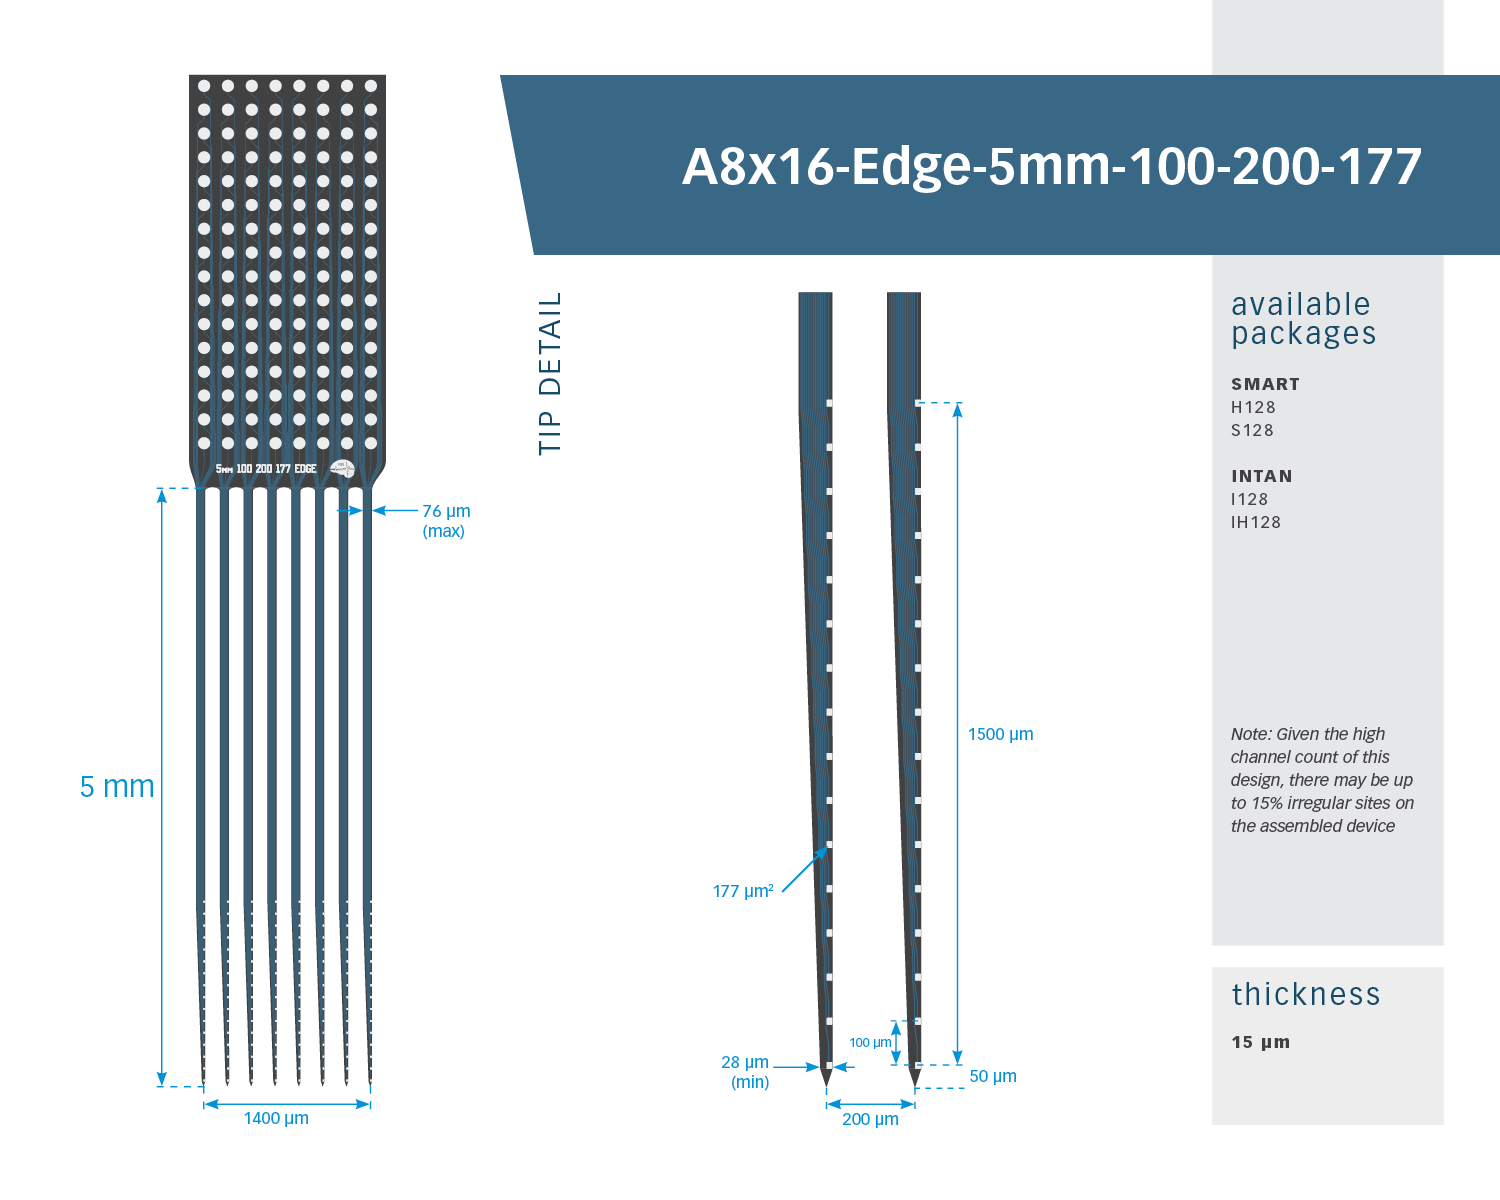 A8x16-Edge-5mm-100-200-177
5mm 100 200 177 EDGE
76 µm
(max)
5 mm
1400 µm
TIP DETAIL
1500 µm
177 µm²
100 µm
28 µm
(min)
50 µm
200 µm
available
packages
SMART
H128
S128
INTAN
I128
IH128
Note: Given the high
channel count of this
design, there may be up
to 15% irregular sites on
the assembled device
thickness
15 µm